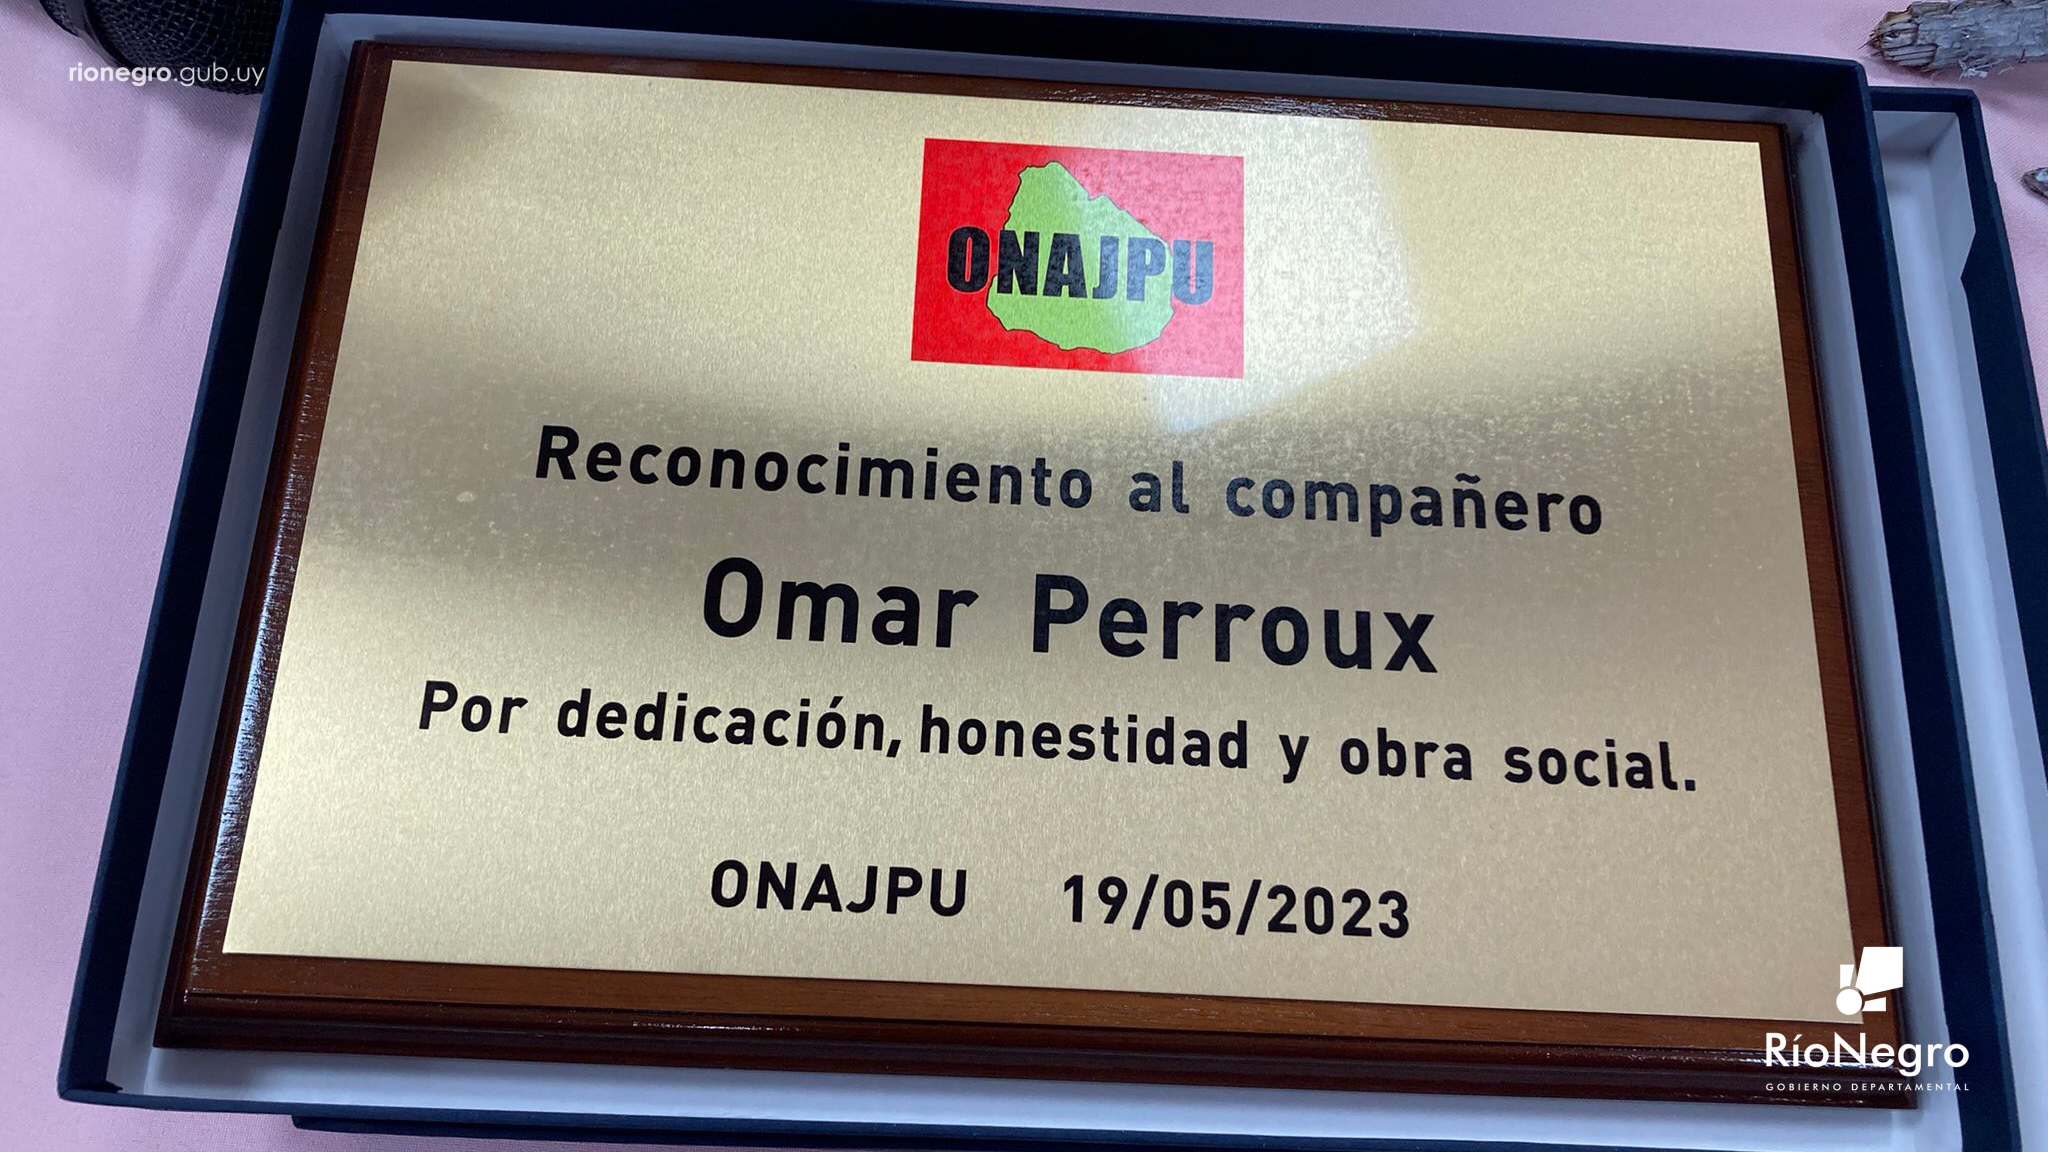 rionegro.gub.uy
ONAJPU
Reconocimiento al compañero
Omar Perroux
Por dedicación, honestidad y obra social.
ONAJPU 19/05/2023
RíoNegro
GOBIERNO DEPARTAMENTAL